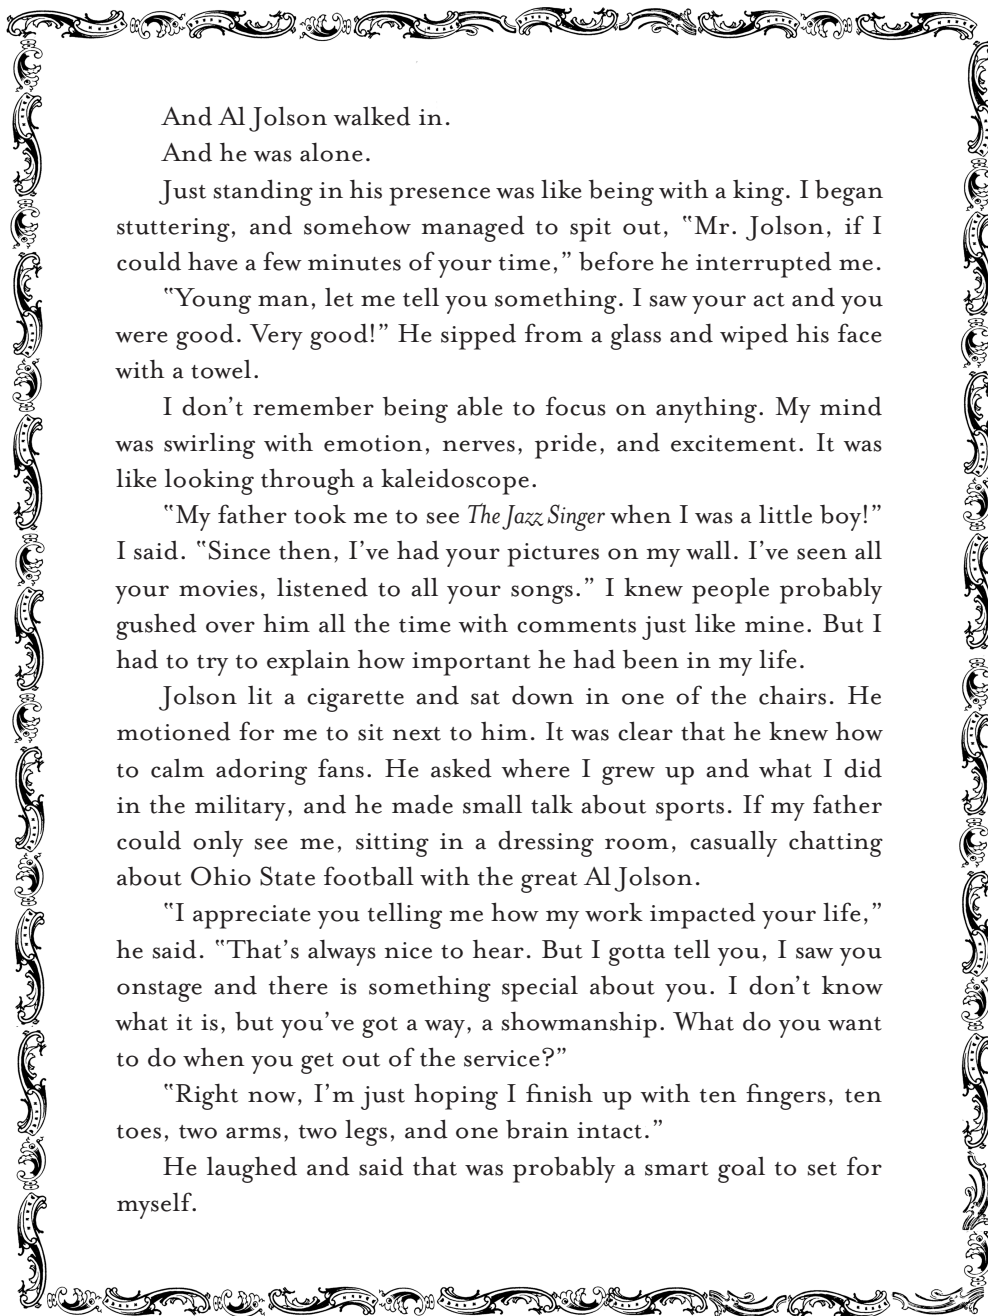 And Al Jolson walked in.
And he was alone.
Just standing in his presence was like being with a king. I began
stuttering, and somehow managed to spit out, “Mr. Jolson, if I
could have a few minutes of your time,” before he interrupted me.
“Young man, let me tell you something. I saw your act and you
were good. Very good!” He sipped from a glass and wiped his face
with a towel.
I don’t remember being able to focus on anything. My mind
was swirling with emotion, nerves, pride, and excitement. It was
like looking through a kaleidoscope.
“My father took me to see The Jazz Singer when I was a little boy!”
I said. “Since then, I’ve had your pictures on my wall. I’ve seen all
your movies, listened to all your songs.” I knew people probably
gushed over him all the time with comments just like mine. But I
had to try to explain how important he had been in my life.
Jolson lit a cigarette and sat down in one of the chairs. He
motioned for me to sit next to him. It was clear that he knew how
to calm adoring fans. He asked where I grew up and what I did
in the military, and he made small talk about sports. If my father
could only see me, sitting in a dressing room, casually chatting
about Ohio State football with the great Al Jolson.
“I appreciate you telling me how my work impacted your life,”
he said. “That’s always nice to hear. But I gotta tell you, I saw you
onstage and there is something special about you. I don’t know
what it is, but you’ve got a way, a showmanship. What do you want
to do when you get out of the service?”
“Right now, I’m just hoping I finish up with ten fingers, ten
toes, two arms, two legs, and one brain intact.”
He laughed and said that was probably a smart goal to set for
myself.